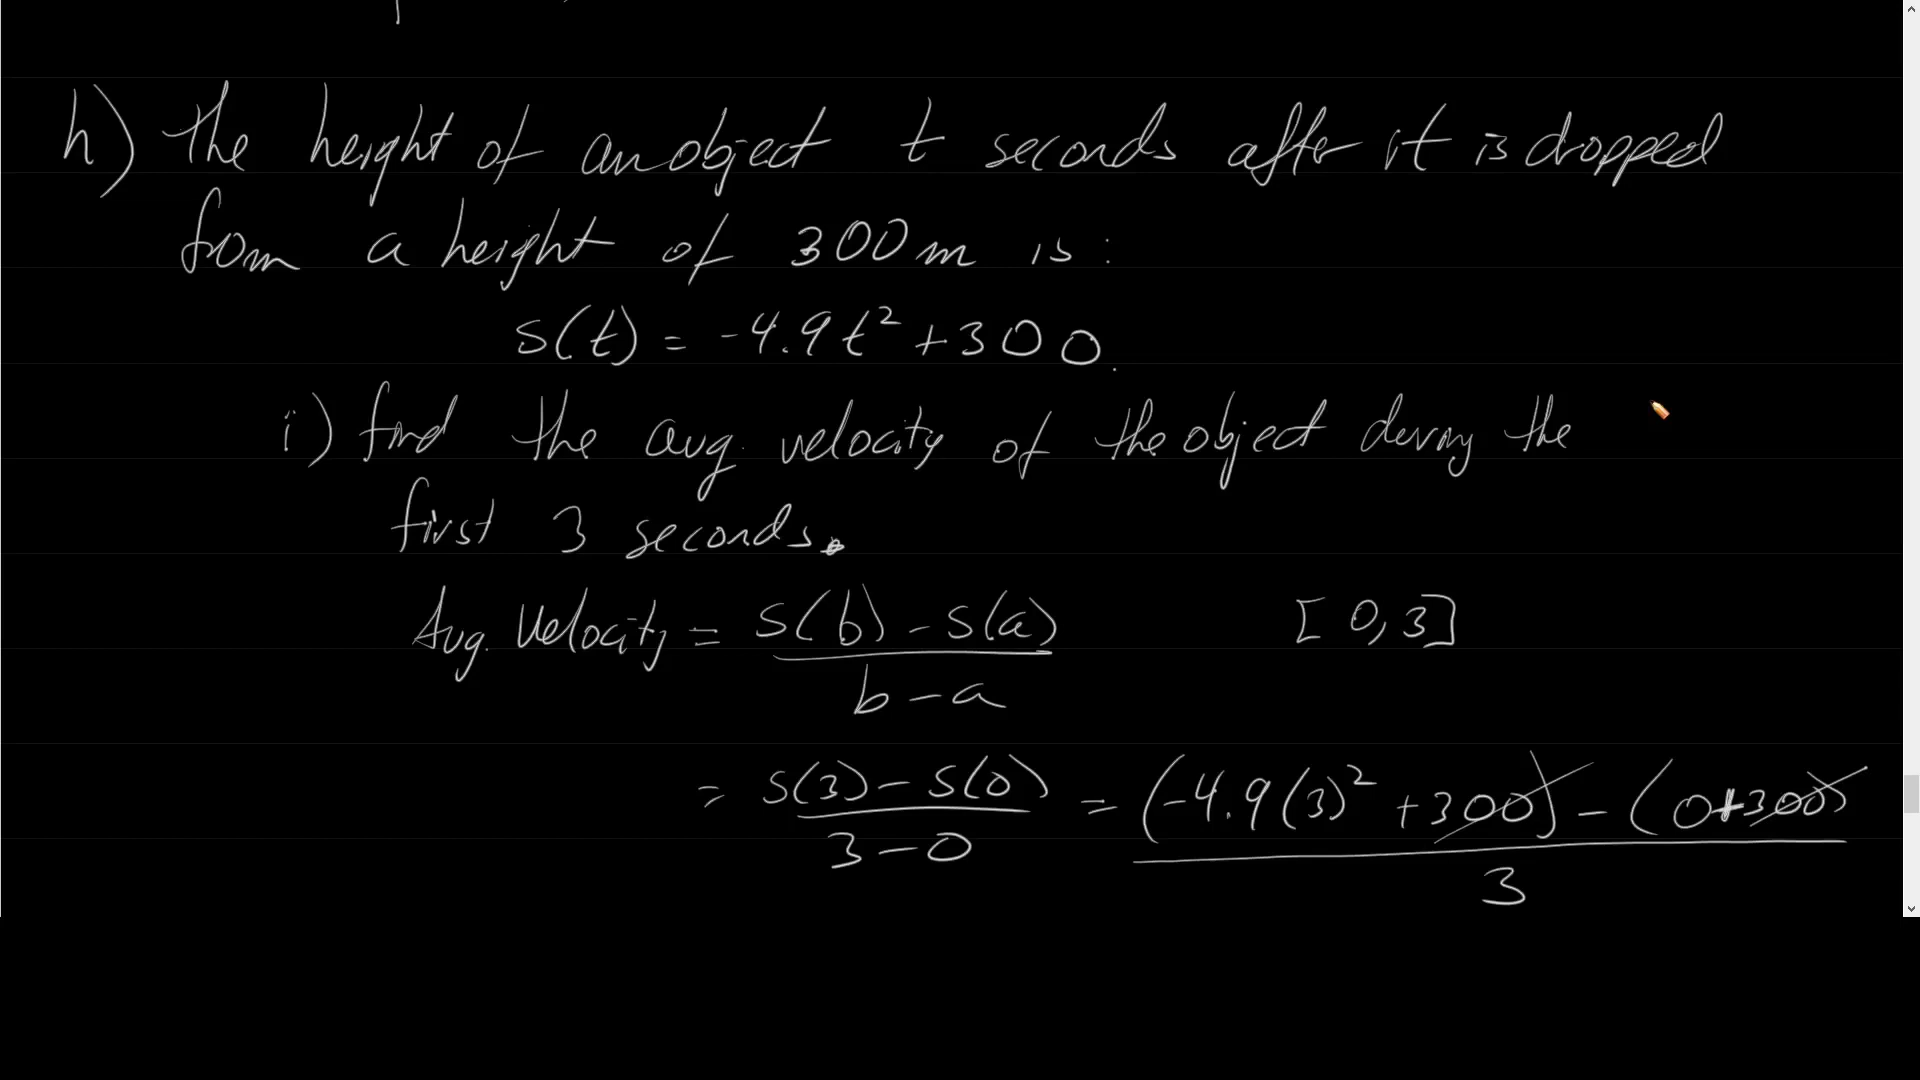 h) The height of an object t seconds after it is dropped
from a height of 300m is:
s(t) = -4.9t² + 300.
i) find the avg. velocity of the object during the
first 3 seconds.
Avg. Velocity = s(b) - s(a) / b - a [0,3]
= s(3) - s(0) / 3 - 0 = (-4.9(3)² + 300) - (0 + 300) / 3